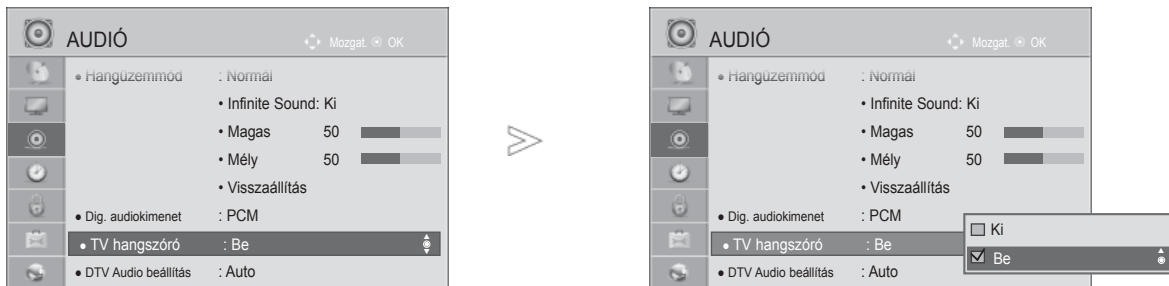 AUDIÓ
Mozgat. OK
• Hangüzemmód : Normál
• Infinite Sound: Ki
• Magas 50
• Mély 50
• Visszaállítás
• Dig. audiokimenet : PCM
• TV hangszóró : Be
• DTV Audio beállítás : Auto
AUDIÓ
Mozgat. OK
• Hangüzemmód : Normál
• Infinite Sound: Ki
• Magas 50
• Mély 50
• Visszaállítás
• Dig. audiokimenet : PCM
• TV hangszóró : Be
• DTV Audio beállítás : Auto
Ki
Be